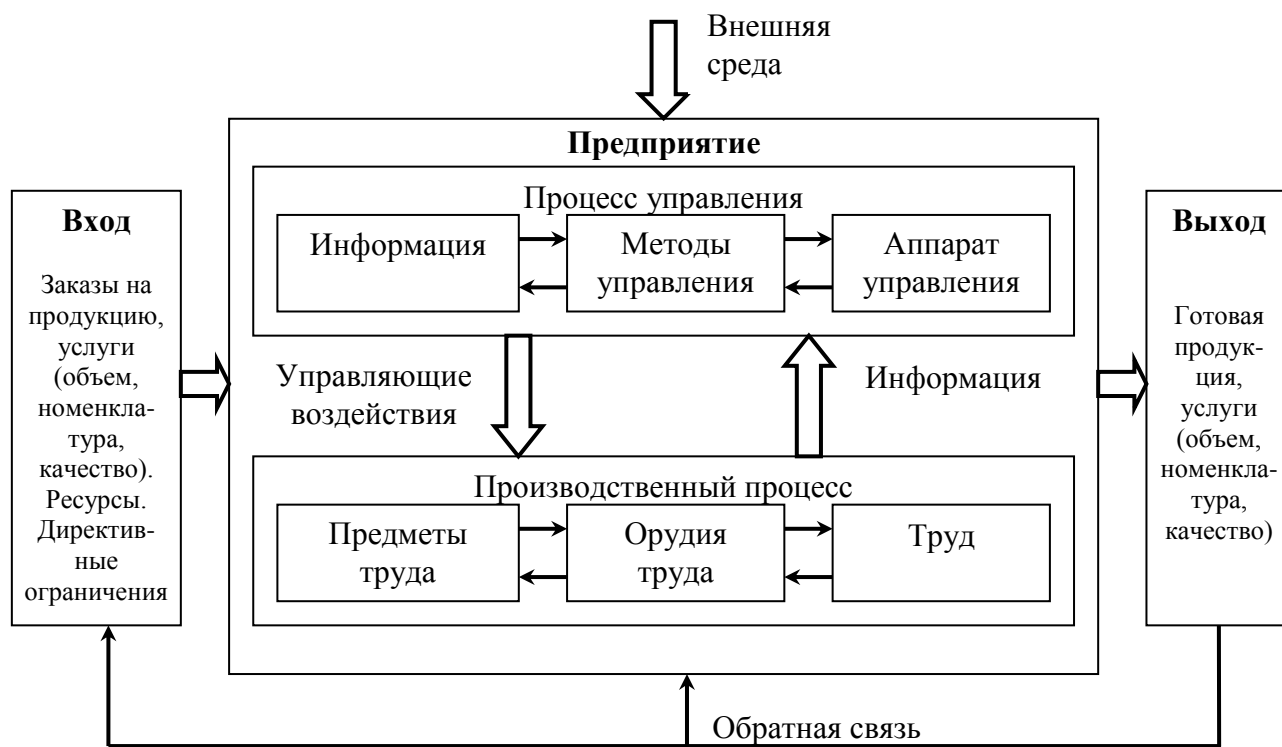 Внешняя
среда
Предприятие
Процесс управления
Информация
Методы
управления
Аппарат
управления
Вход
Заказы на
продукцию,
услуги
(объем,
номенкла-
тура,
качество).
Ресурсы.
Директив-
ные
ограничения
Управляющие
воздействия
Информация
Производственный процесс
Предметы
труда
Орудия
труда
Труд
Выход
Готовая
продук-
ция,
услуги
(объем,
номенкла-
тура,
качество)
Обратная связь